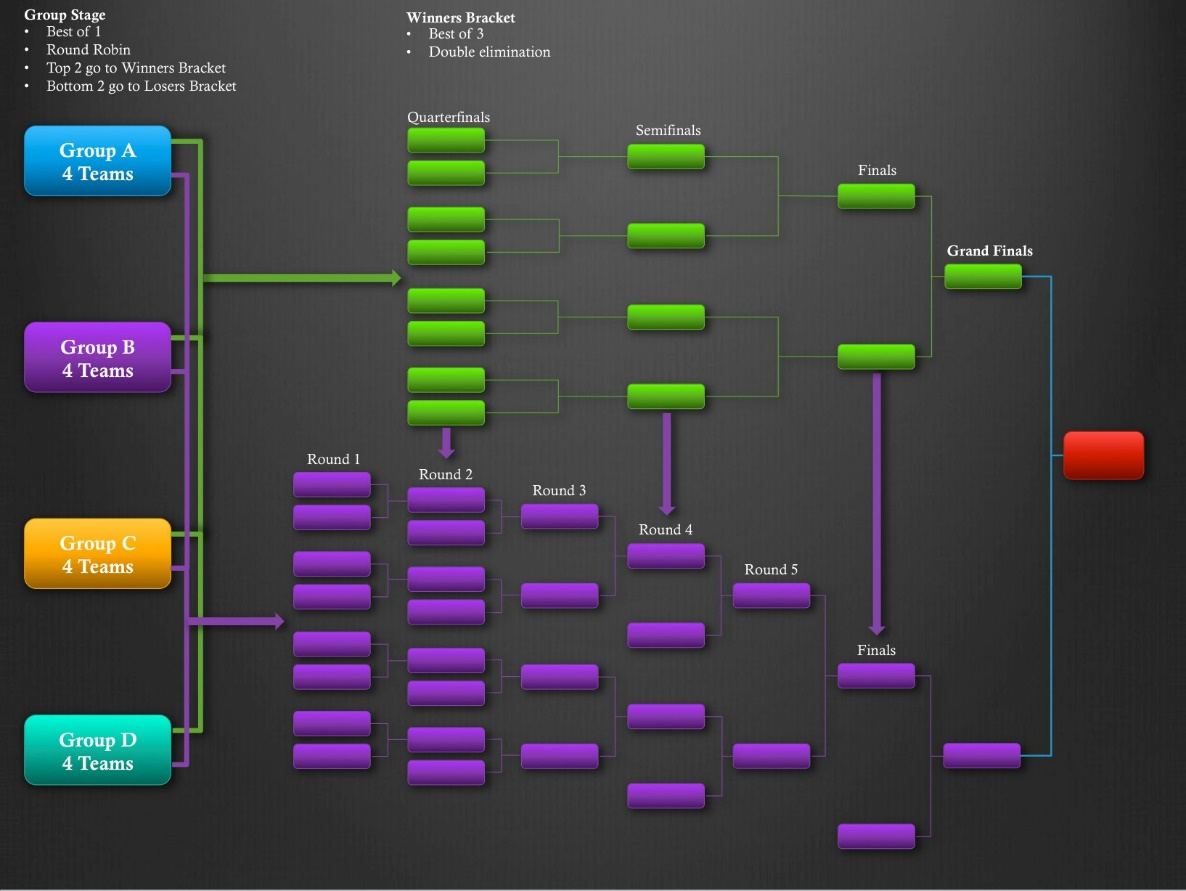 Group Stage
• Best of 1
• Round Robin
• Top 2 go to Winners Bracket
• Bottom 2 go to Losers Bracket
Winners Bracket
• Best of 3
• Double elimination
Group A
4 Teams
Group B
4 Teams
Group C
4 Teams
Group D
4 Teams
Quarterfinals
Semifinals
Finals
Grand Finals
Round 1
Round 2
Round 3
Round 4
Round 5
Finals